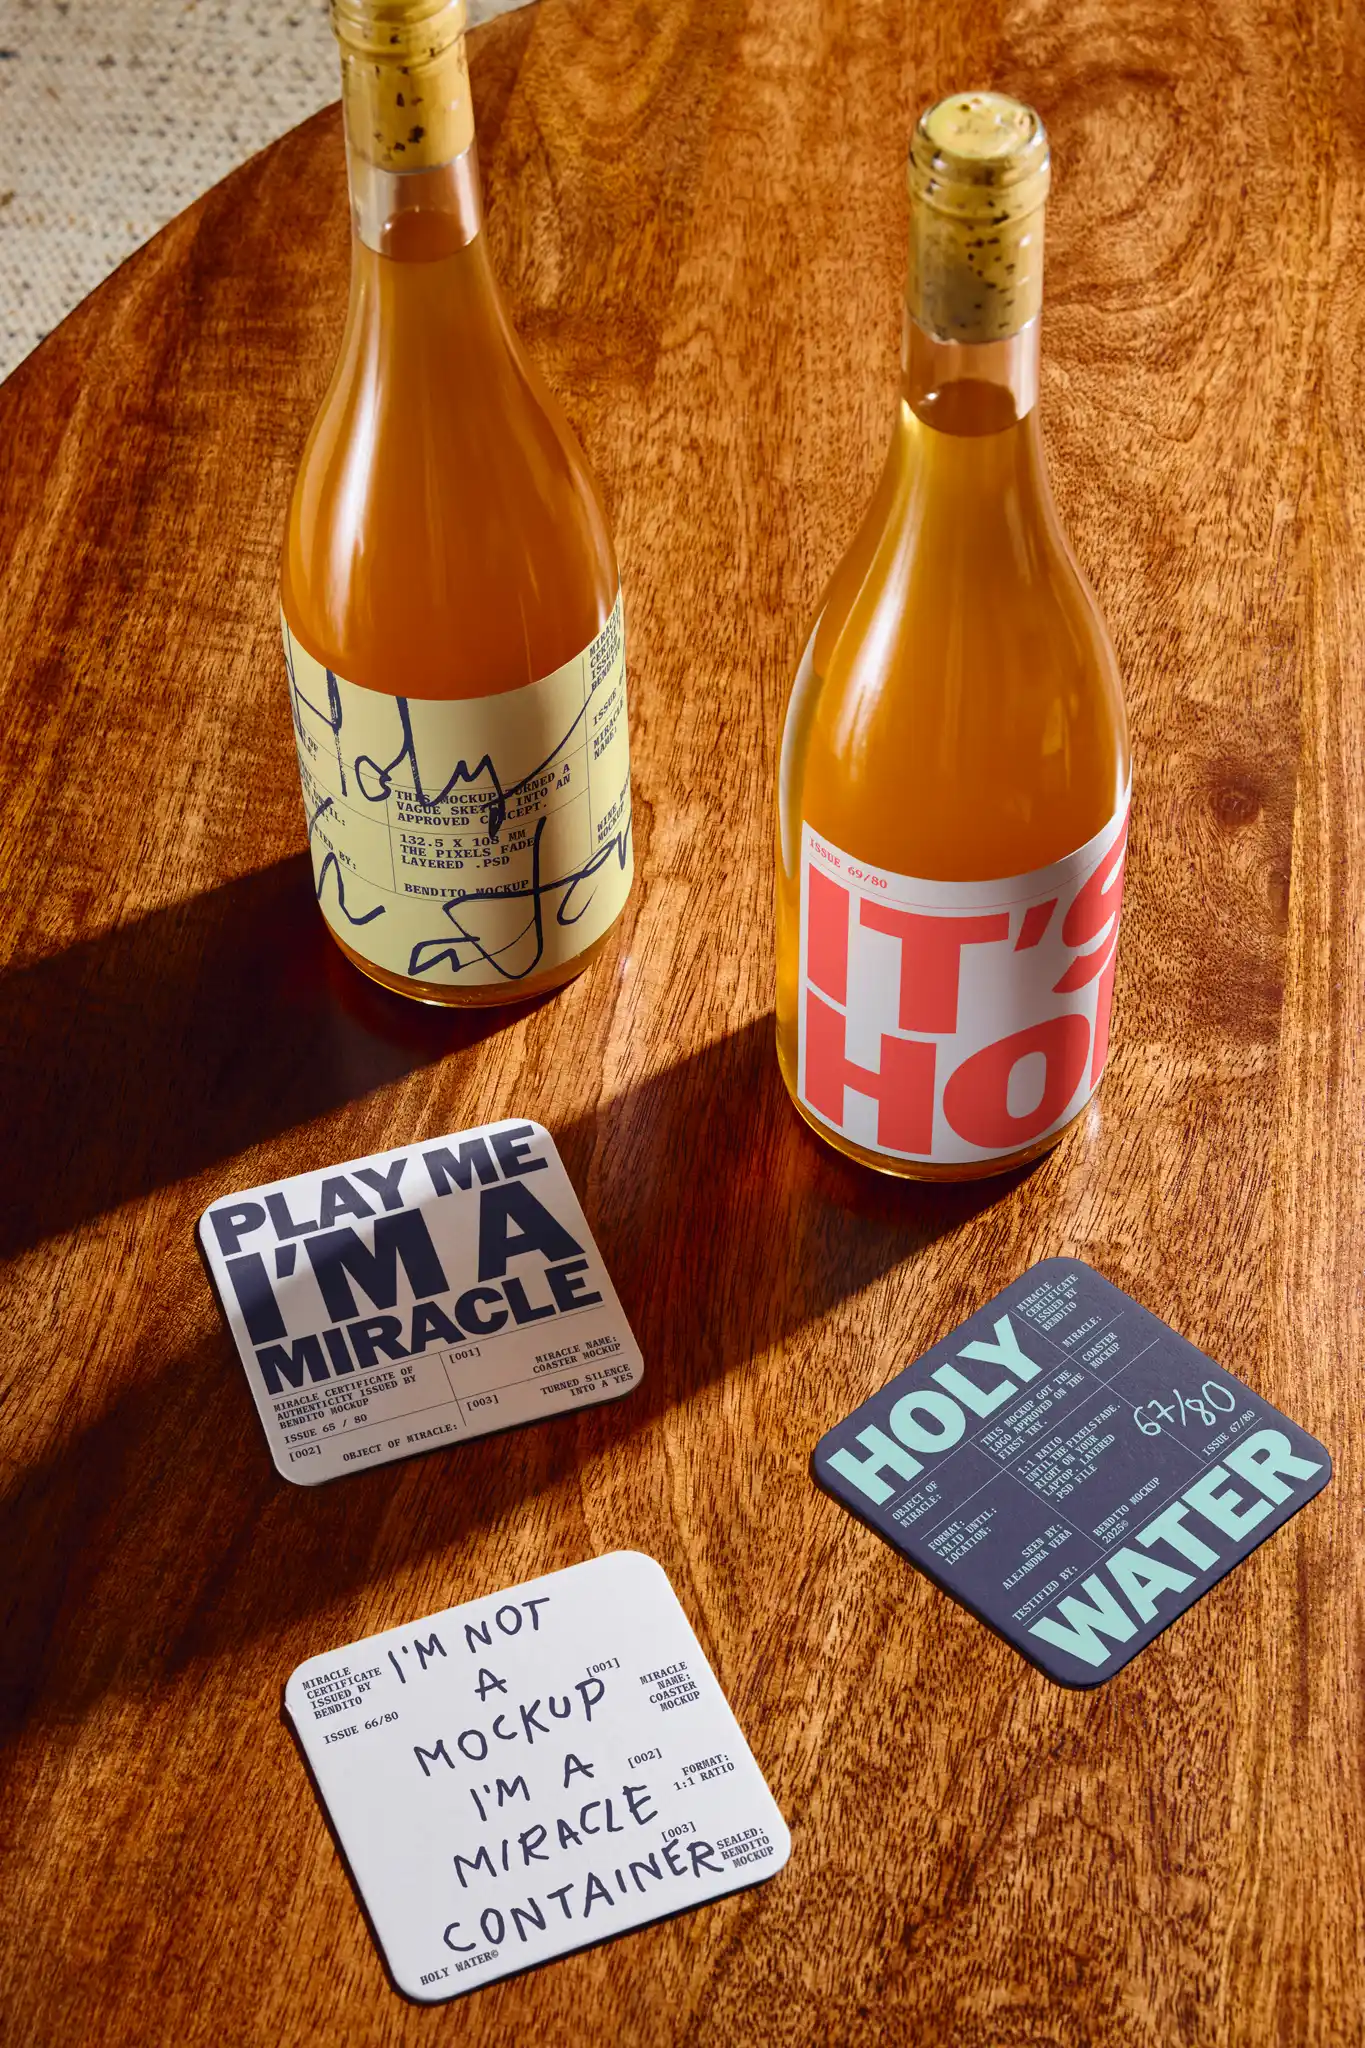 Holy
THIS MOCKUP TURNED A
VAGUE SKETCH INTO AN
APPROVED CONCEPT.
132.5 X 108 MM
THE PIXELS FADE
LAYERED .PSD
BENDITO MOCKUP
ISSUE
MIRACLE
NAME:
MOCKUP
ISSUE 69/80
IT'S
HOL
PLAY ME
I'M A
MIRACLE
MIRACLE CERTIFICATE OF
AUTHENTICITY ISSUED BY
BENDITO MOCKUP
ISSUE 65 / 80
[001]
MIRACLE NAME:
COASTER MOCKUP
[002]
OBJECT OF MIRACLE:
[003]
TURNED SILENCE
INTO A YES
HOLY
MIRACLE
CERTIFICATE
ISSUED BY
BENDITO
MIRACLE:
COASTER
MOCKUP
OBJECT OF
MIRACLE:
THIS MOCKUP GOT THE
LOGO APPROVED ON THE
FIRST TRY.
FORMAT:
VALID UNTIL:
LOCATION:
1:1 RATIO
UNTIL THE PIXELS FADE.
RIGHT ON YOUR
LAPTOP, LAYERED
.PSD FILE
67/80
SEEN BY:
ALEJANDRA VERA
BENDITO MOCKUP
2025©
ISSUE 67/80
TESTIFIED BY:
WATER
MIRACLE
CERTIFICATE
ISSUED BY
BENDITO
ISSUE 66/80
I'M NOT
A
MOCKUP
I'M A
MIRACLE
CONTAINER
[001]
MIRACLE
NAME:
COASTER
MOCKUP
[002]
FORMAT:
1:1 RATIO
[003]
SEALED:
BENDITO
MOCKUP
HOLY WATER©